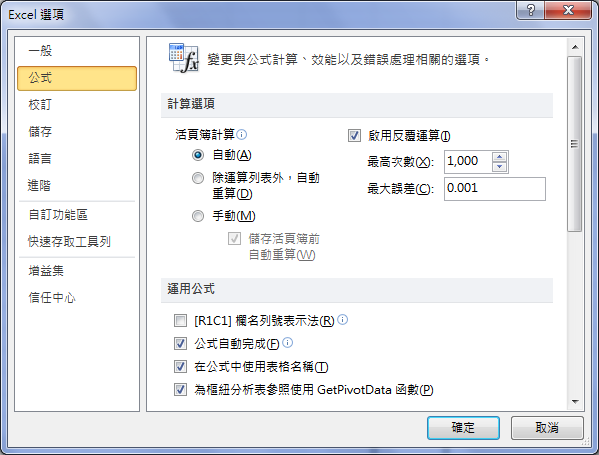 Excel 選項
一般
公式
校訂
儲存
語言
進階
自訂功能區
快速存取工具列
增益集
信任中心
變更與公式計算、效能以及錯誤處理相關的選項。
計算選項
活頁簿計算
自動(A)
除運算列表外，自動
重算(D)
手動(M)
儲存活頁簿前
自動重算(W)
啟用反覆運算(I)
最高次數(X): 1,000
最大誤差(C): 0.001
運用公式
[R1C1] 欄名列號表示法(R)
公式自動完成(F)
在公式中使用表格名稱(T)
為樞紐分析表參照使用 GetPivotData 函數(P)
確定
取消